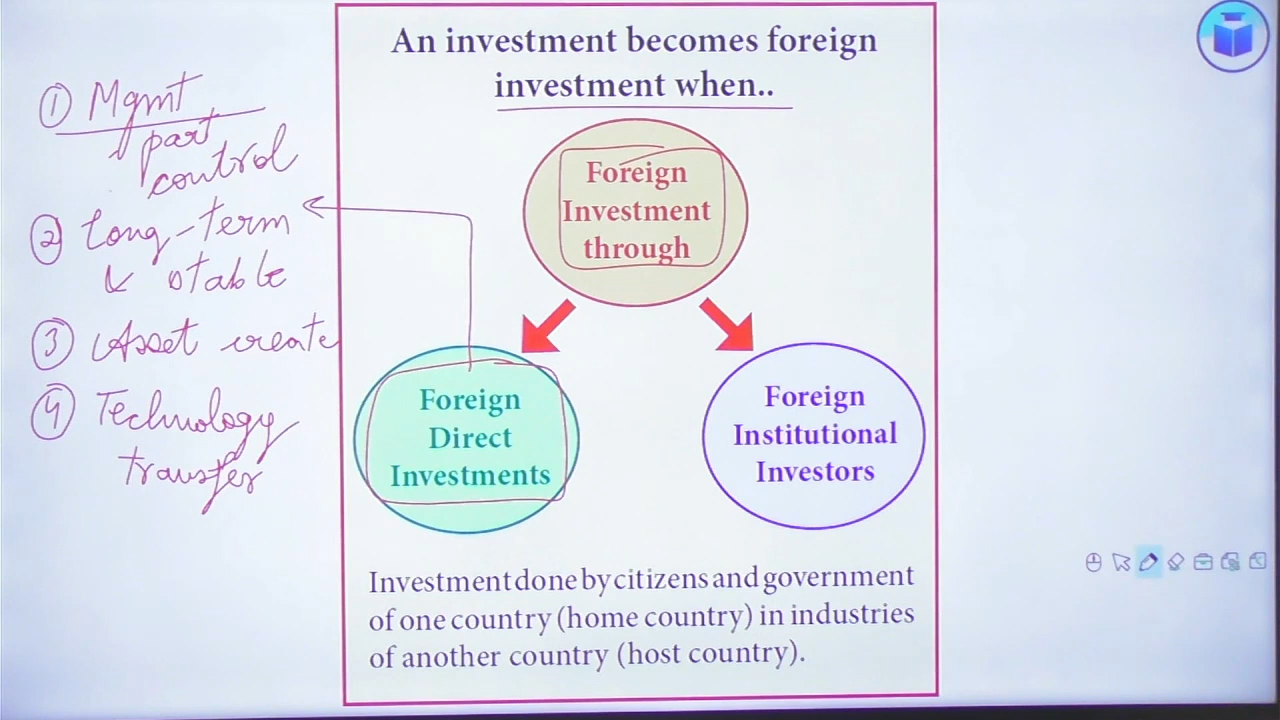 An investment becomes foreign
investment when..
Foreign
Investment
through
Foreign
Direct
Investments
Foreign
Institutional
Investors
Investment done by citizens and government
of one country (home country) in industries
of another country (host country).
① Mgmt
part
control
② Long-term
& stable
③ Asset create
④ Technology
transfer